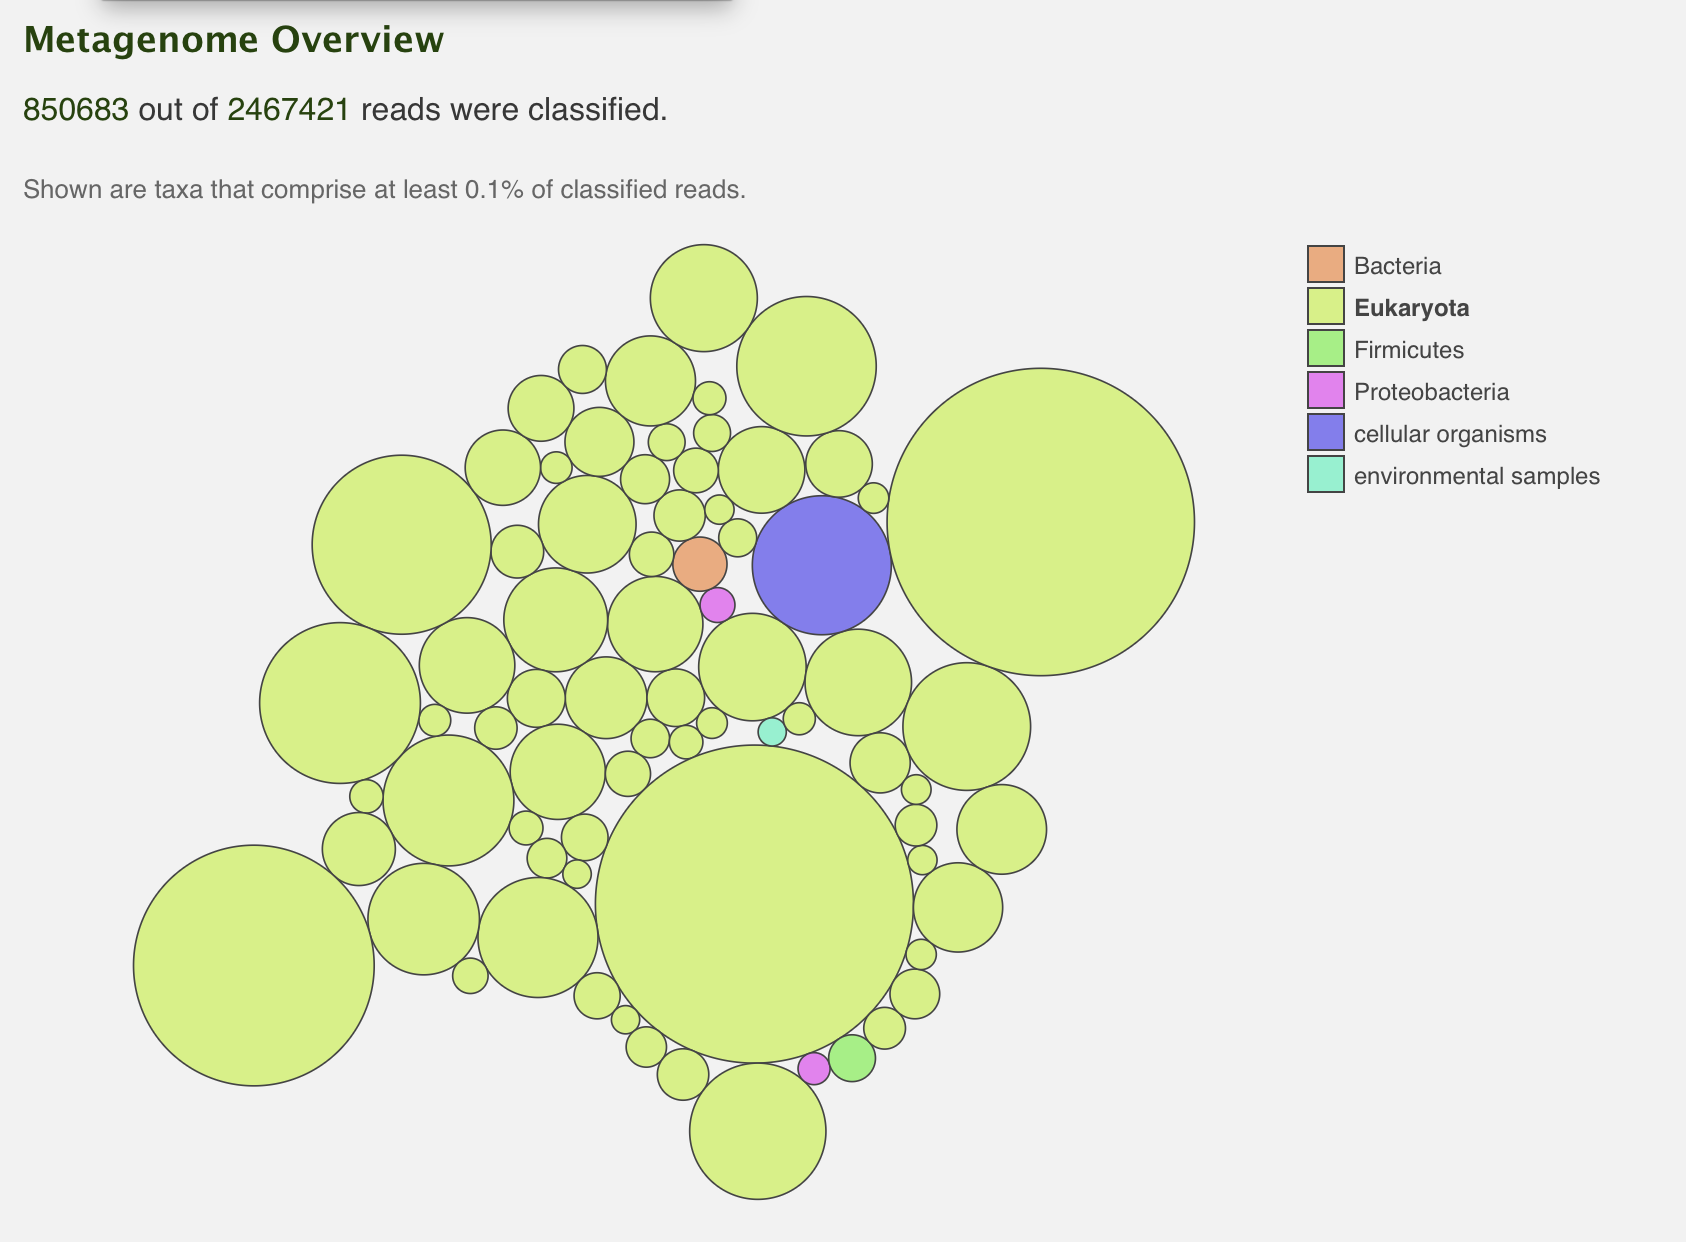 Metagenome Overview
850683 out of 2467421 reads were classified.
Shown are taxa that comprise at least 0.1% of classified reads.
Bacteria
Eukaryota
Firmicutes
Proteobacteria
cellular organisms
environmental samples